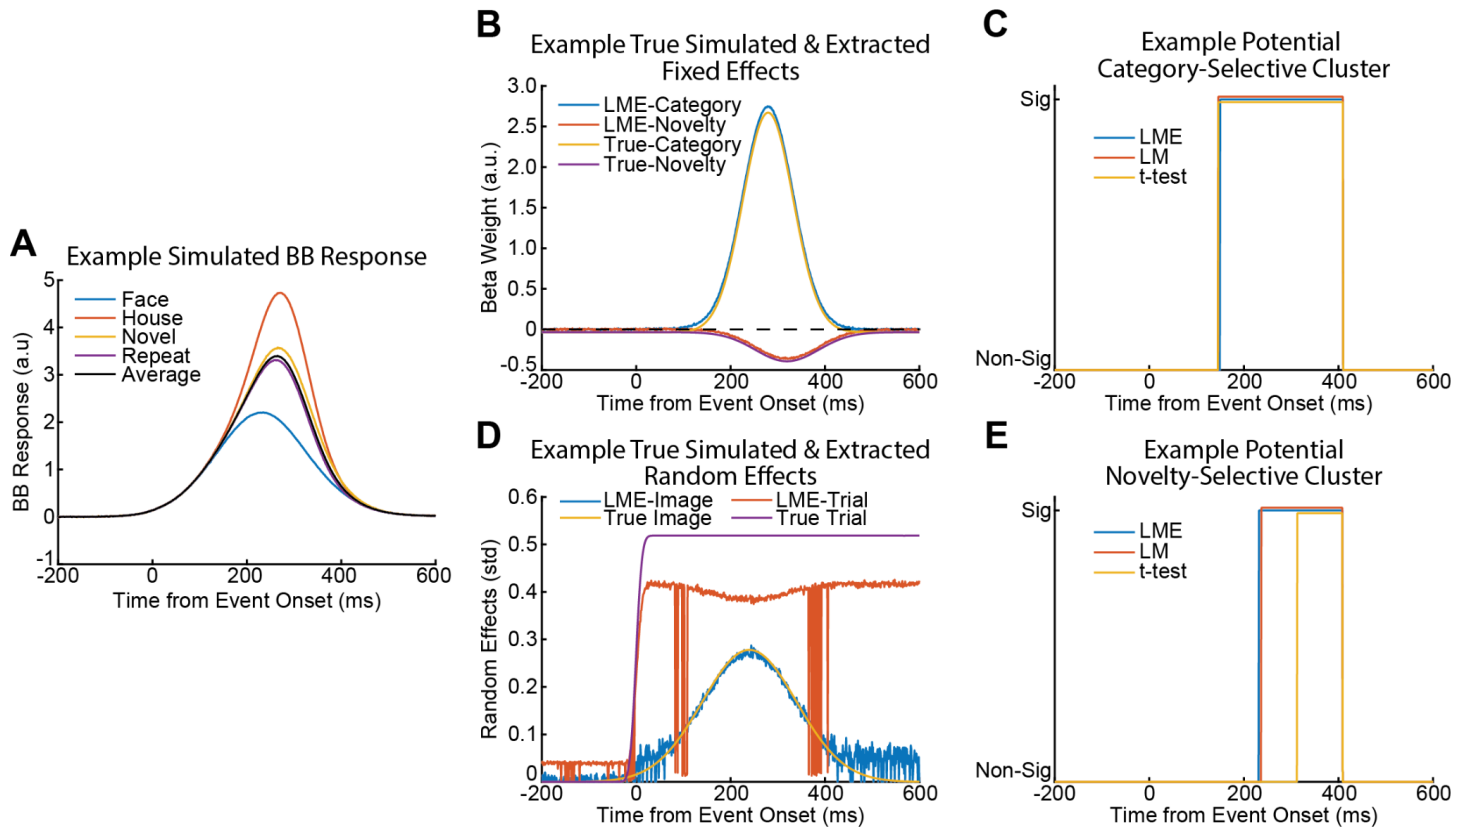 A
Example Simulated BB Response
5
4
3
2
1
0
-1
BB Response (a.u)
Face
House
Novel
Repeat
Average
-200
0
200
400
600
Time from Event Onset (ms)
B
Example True Simulated & Extracted
Fixed Effects
3.0
2.5
2.0
1.5
1.0
0.5
0
-0.5
Beta Weight (a.u.)
LME-Category
LME-Novelty
True-Category
True-Novelty
-200
0
200
400
600
Time from Event Onset (ms)
C
Example Potential
Category-Selective Cluster
Sig
Non-Sig
LME
LM
t-test
-200
0
200
400
600
Time from Event Onset (ms)
D
Example True Simulated & Extracted
Random Effects
0.6
0.5
0.4
0.3
0.2
0.1
0
Random Effects (std)
LME-Image
LME-Trial
True Image
True Trial
-200
0
200
400
600
Time from Event Onset (ms)
E
Example Potential
Novelty-Selective Cluster
Sig
Non-Sig
LME
LM
t-test
-200
0
200
400
600
Time from Event Onset (ms)